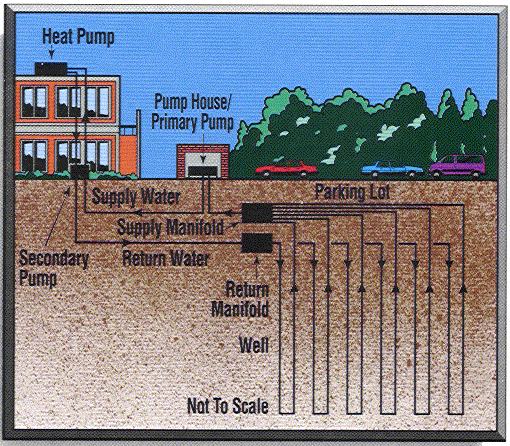 Heat Pump
Pump House/
Primary Pump
Parking Lot
Supply Water
Supply Manifold
Secondary
Pump
Return Water
Return
Manifold
Well
Not To Scale